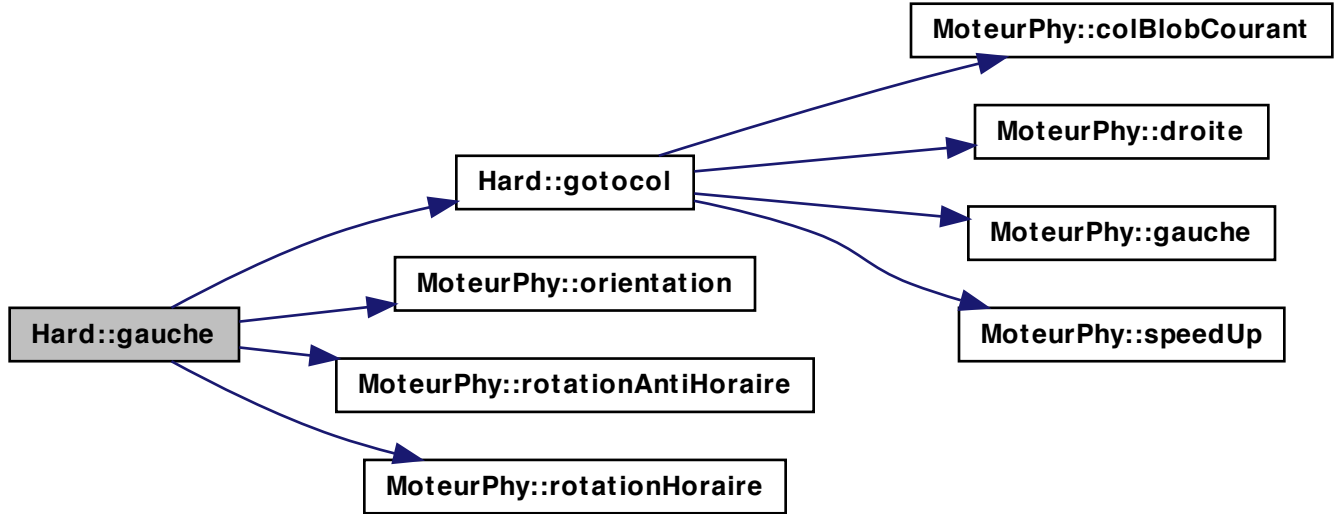 MoteurPhy::colBlobCourant
MoteurPhy::droite
Hard::gotocol
MoteurPhy::gauche
MoteurPhy::orientation
Hard::gauche
MoteurPhy::speedUp
MoteurPhy::rotationAntiHoraire
MoteurPhy::rotationHoraire